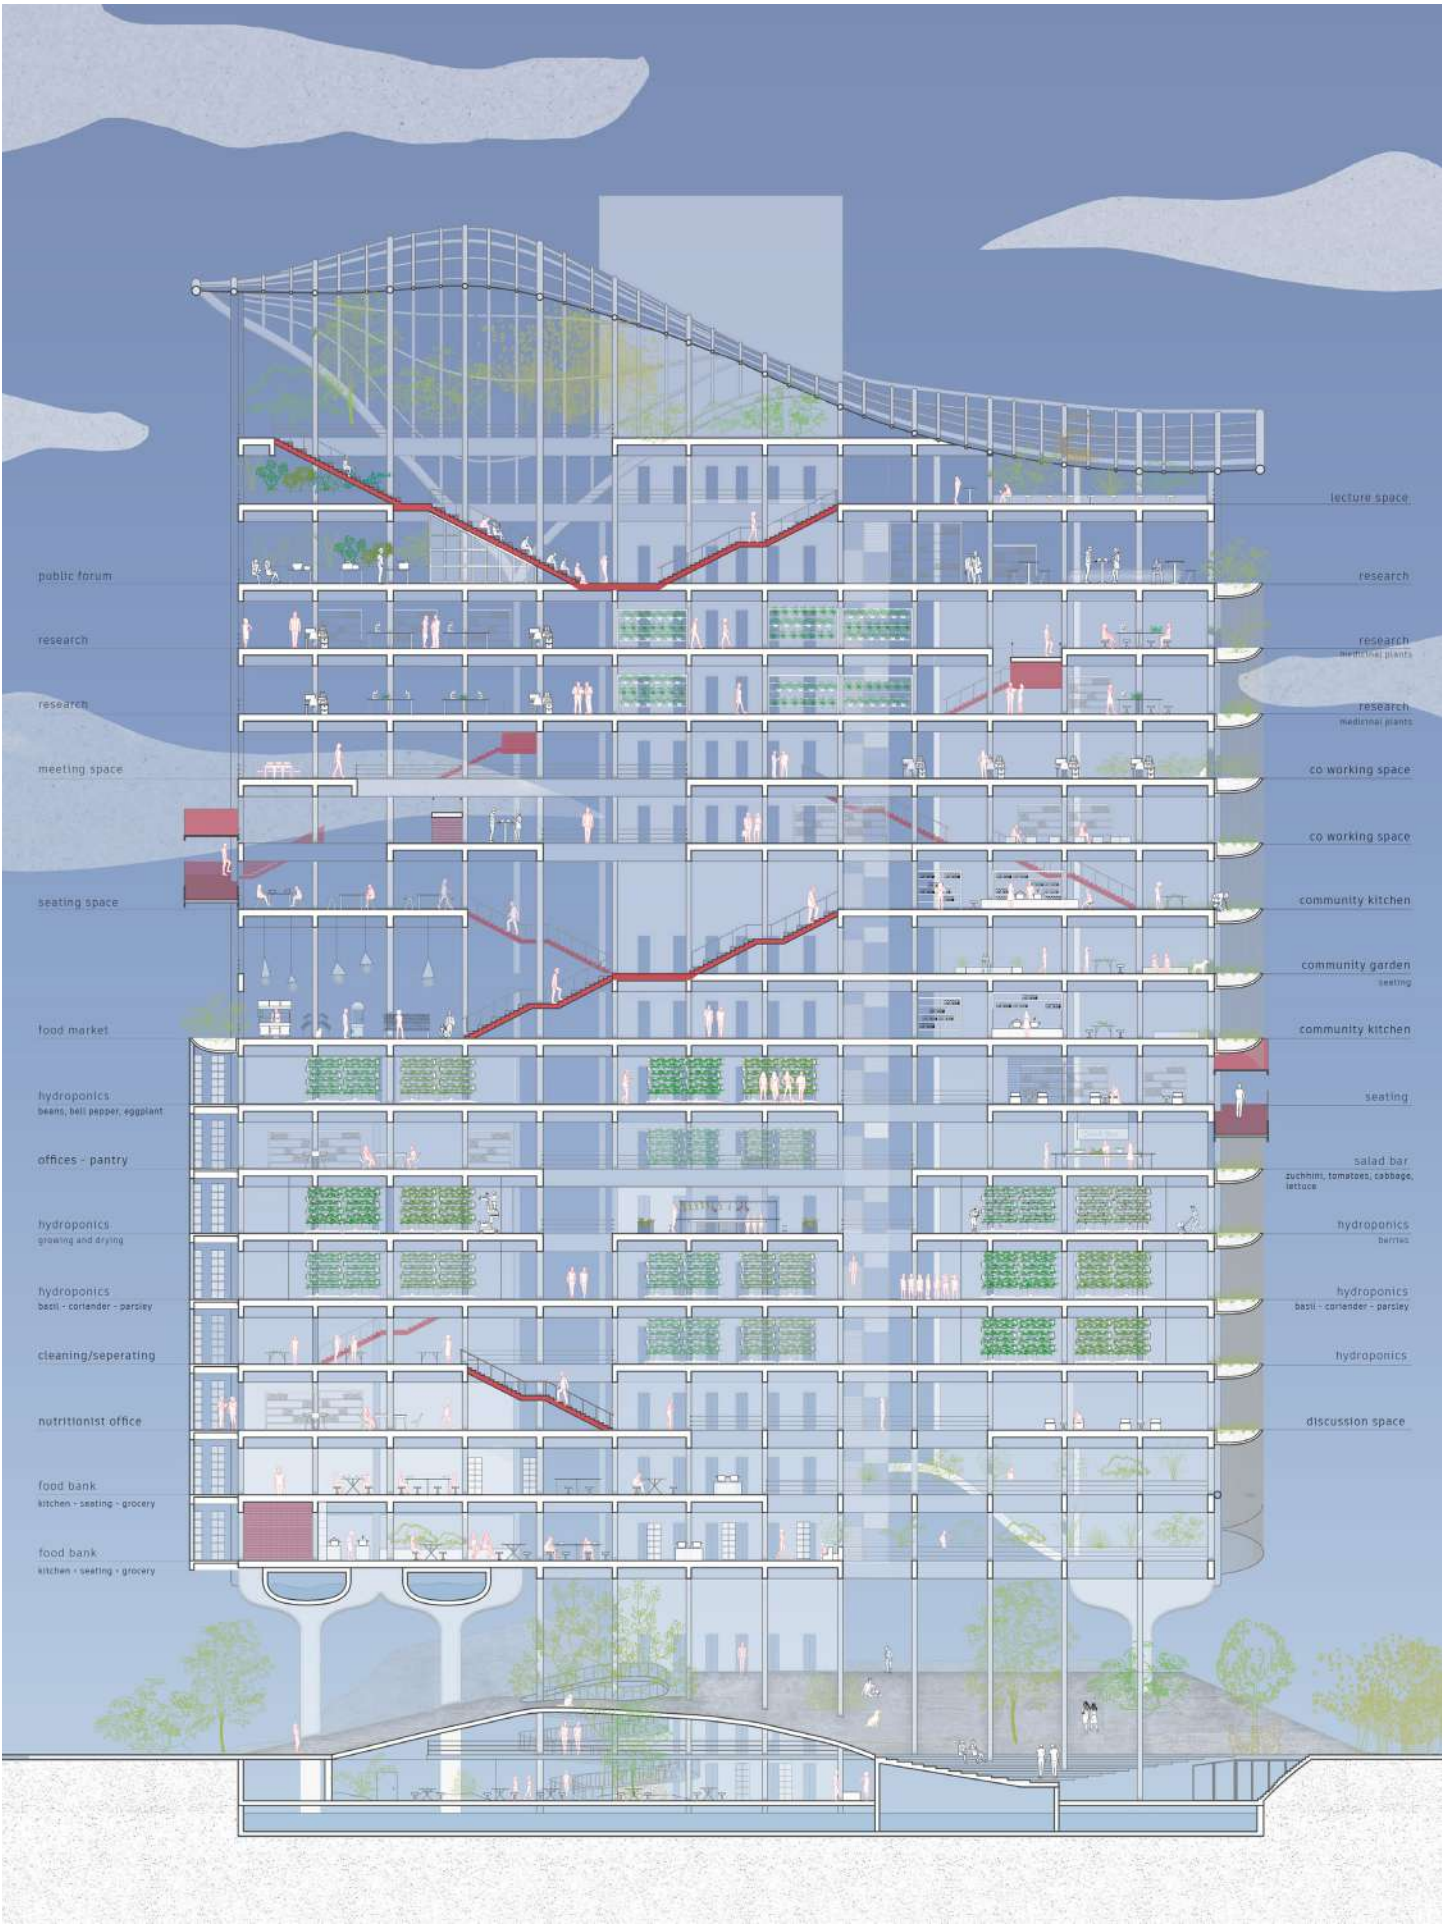 lecture space
public forum
research
research
research
medicinal plants
research
research
medicinal plants
meeting space
co working space
co working space
seating space
community kitchen
community garden
seating
food market
community kitchen
hydroponics
beans, bell pepper, eggplant
seating
offices - pantry
salad bar
zuchhini, tomatoes, cabbage,
lettuce
hydroponics
growing and drying
hydroponics
berries
hydroponics
basil - coriander - parsley
hydroponics
basil - coriander - parsley
cleaning/seperating
hydroponics
nutritionist office
discussion space
food bank
kitchen - seating - grocery
food bank
kitchen - seating - grocery